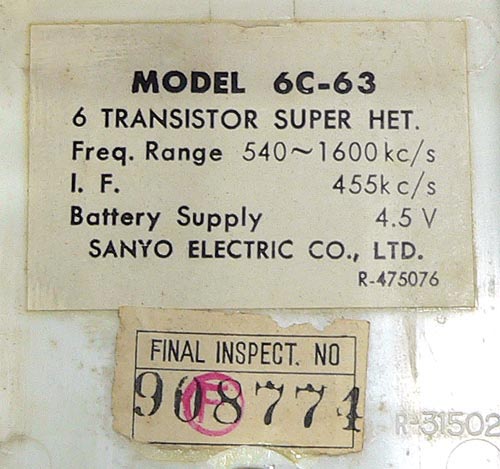 MODEL 6C-63
6 TRANSISTOR SUPER HET.
Freq. Range 540~1600kc/s
I. F. 455kc/s
Battery Supply 4.5 V
SANYO ELECTRIC CO., LTD.
R-475076
FINAL INSPECT. NO
908774
F
R-31502